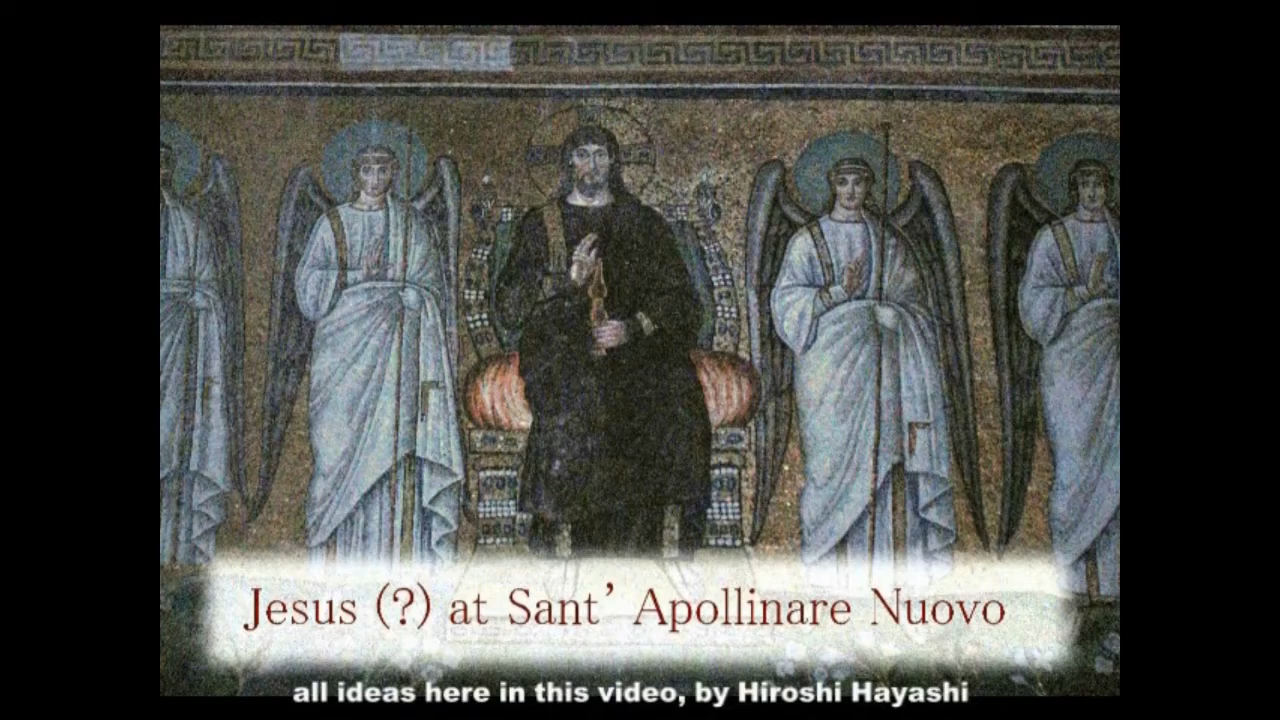 Jesus (?) at Sant’ Apollinare Nuovo
all ideas here in this video, by Hiroshi Hayashi